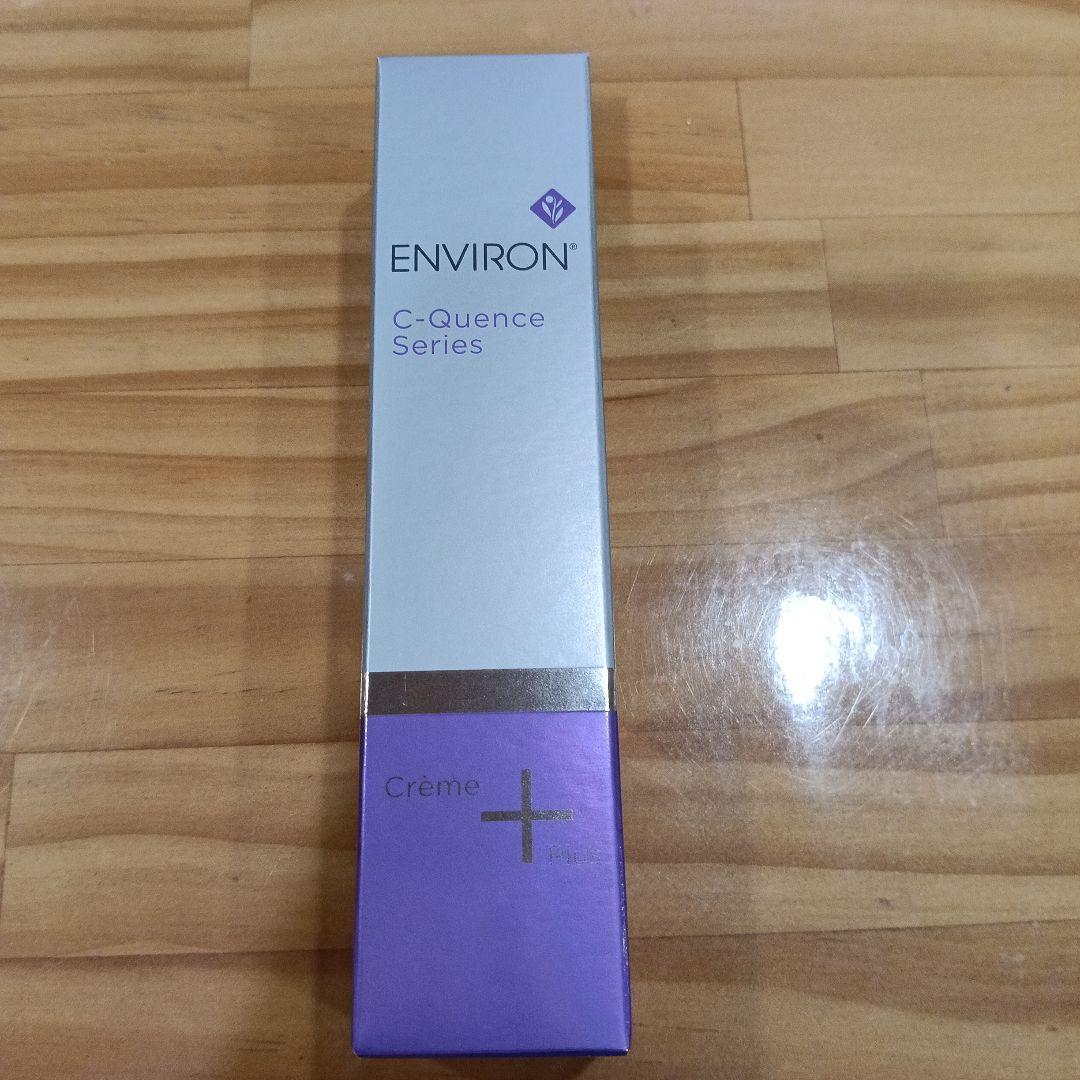 ENVIRON®
C-Quence
Series
Crème
Plus